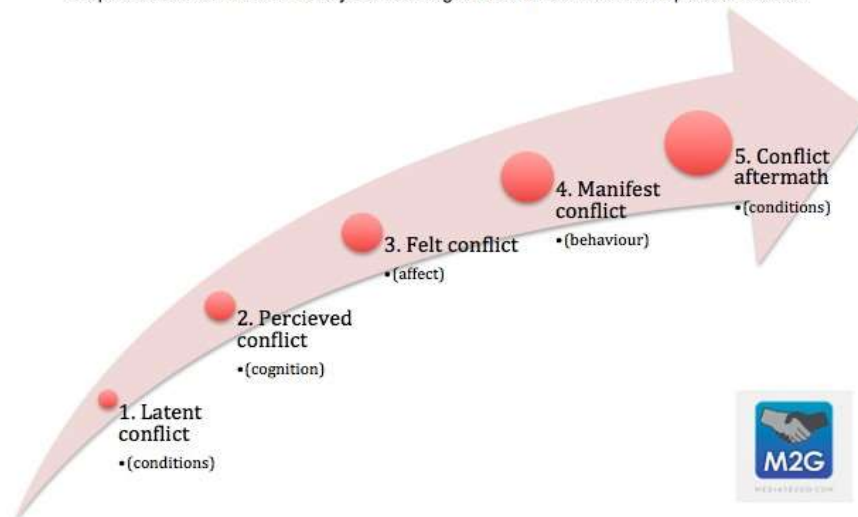 1. Latent
conflict
•(conditions)
2. Percieved
conflict
•(cognition)
3. Felt conflict
•(affect)
4. Manifest
conflict
•(behaviour)
5. Conflict
aftermath
•(conditions)
M2G